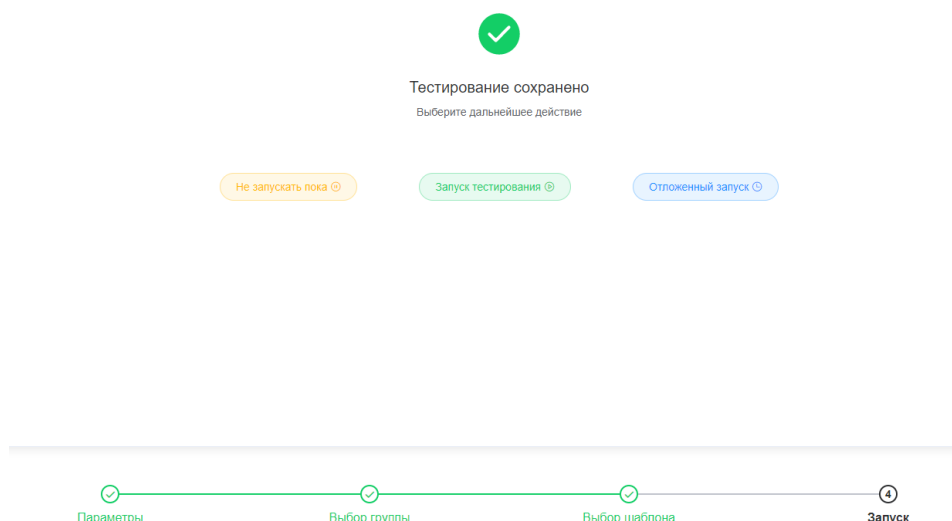 Тестирование сохранено
Выберите дальнейшее действие
Не запускать пока
Запуск тестирования
Отложенный запуск
4
Параметры
Выбор группы
Выбор шаблона
Запуск